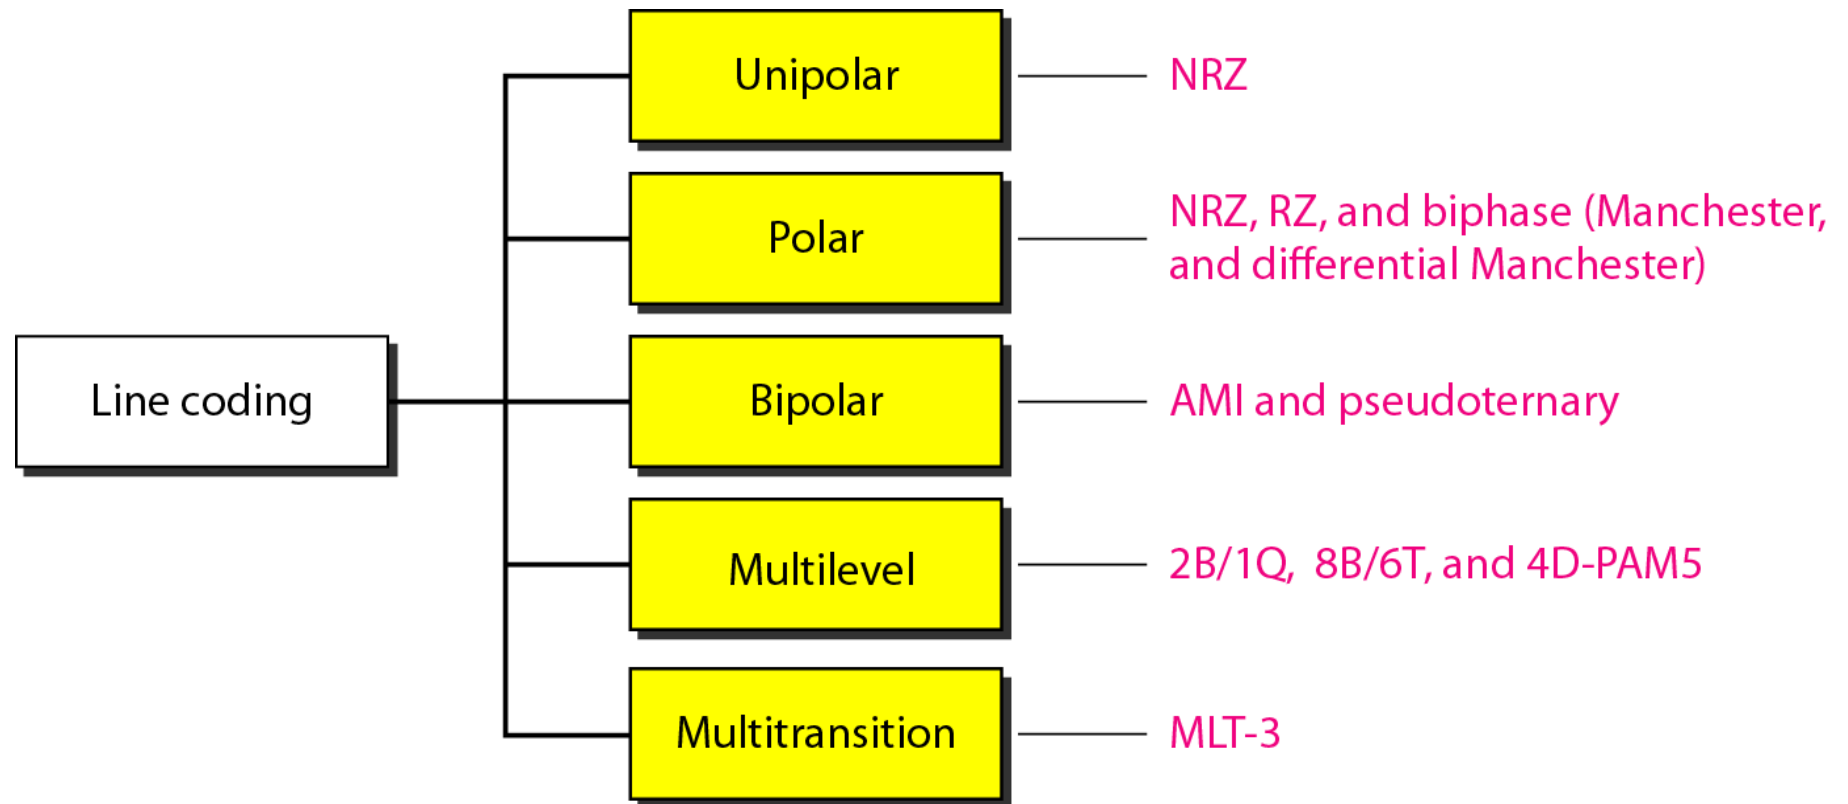 Unipolar
NRZ
Polar
NRZ, RZ, and biphase (Manchester,
and differential Manchester)
Line coding
Bipolar
AMI and pseudoternary
Multilevel
2B/1Q, 8B/6T, and 4D-PAM5
Multitransition
MLT-3